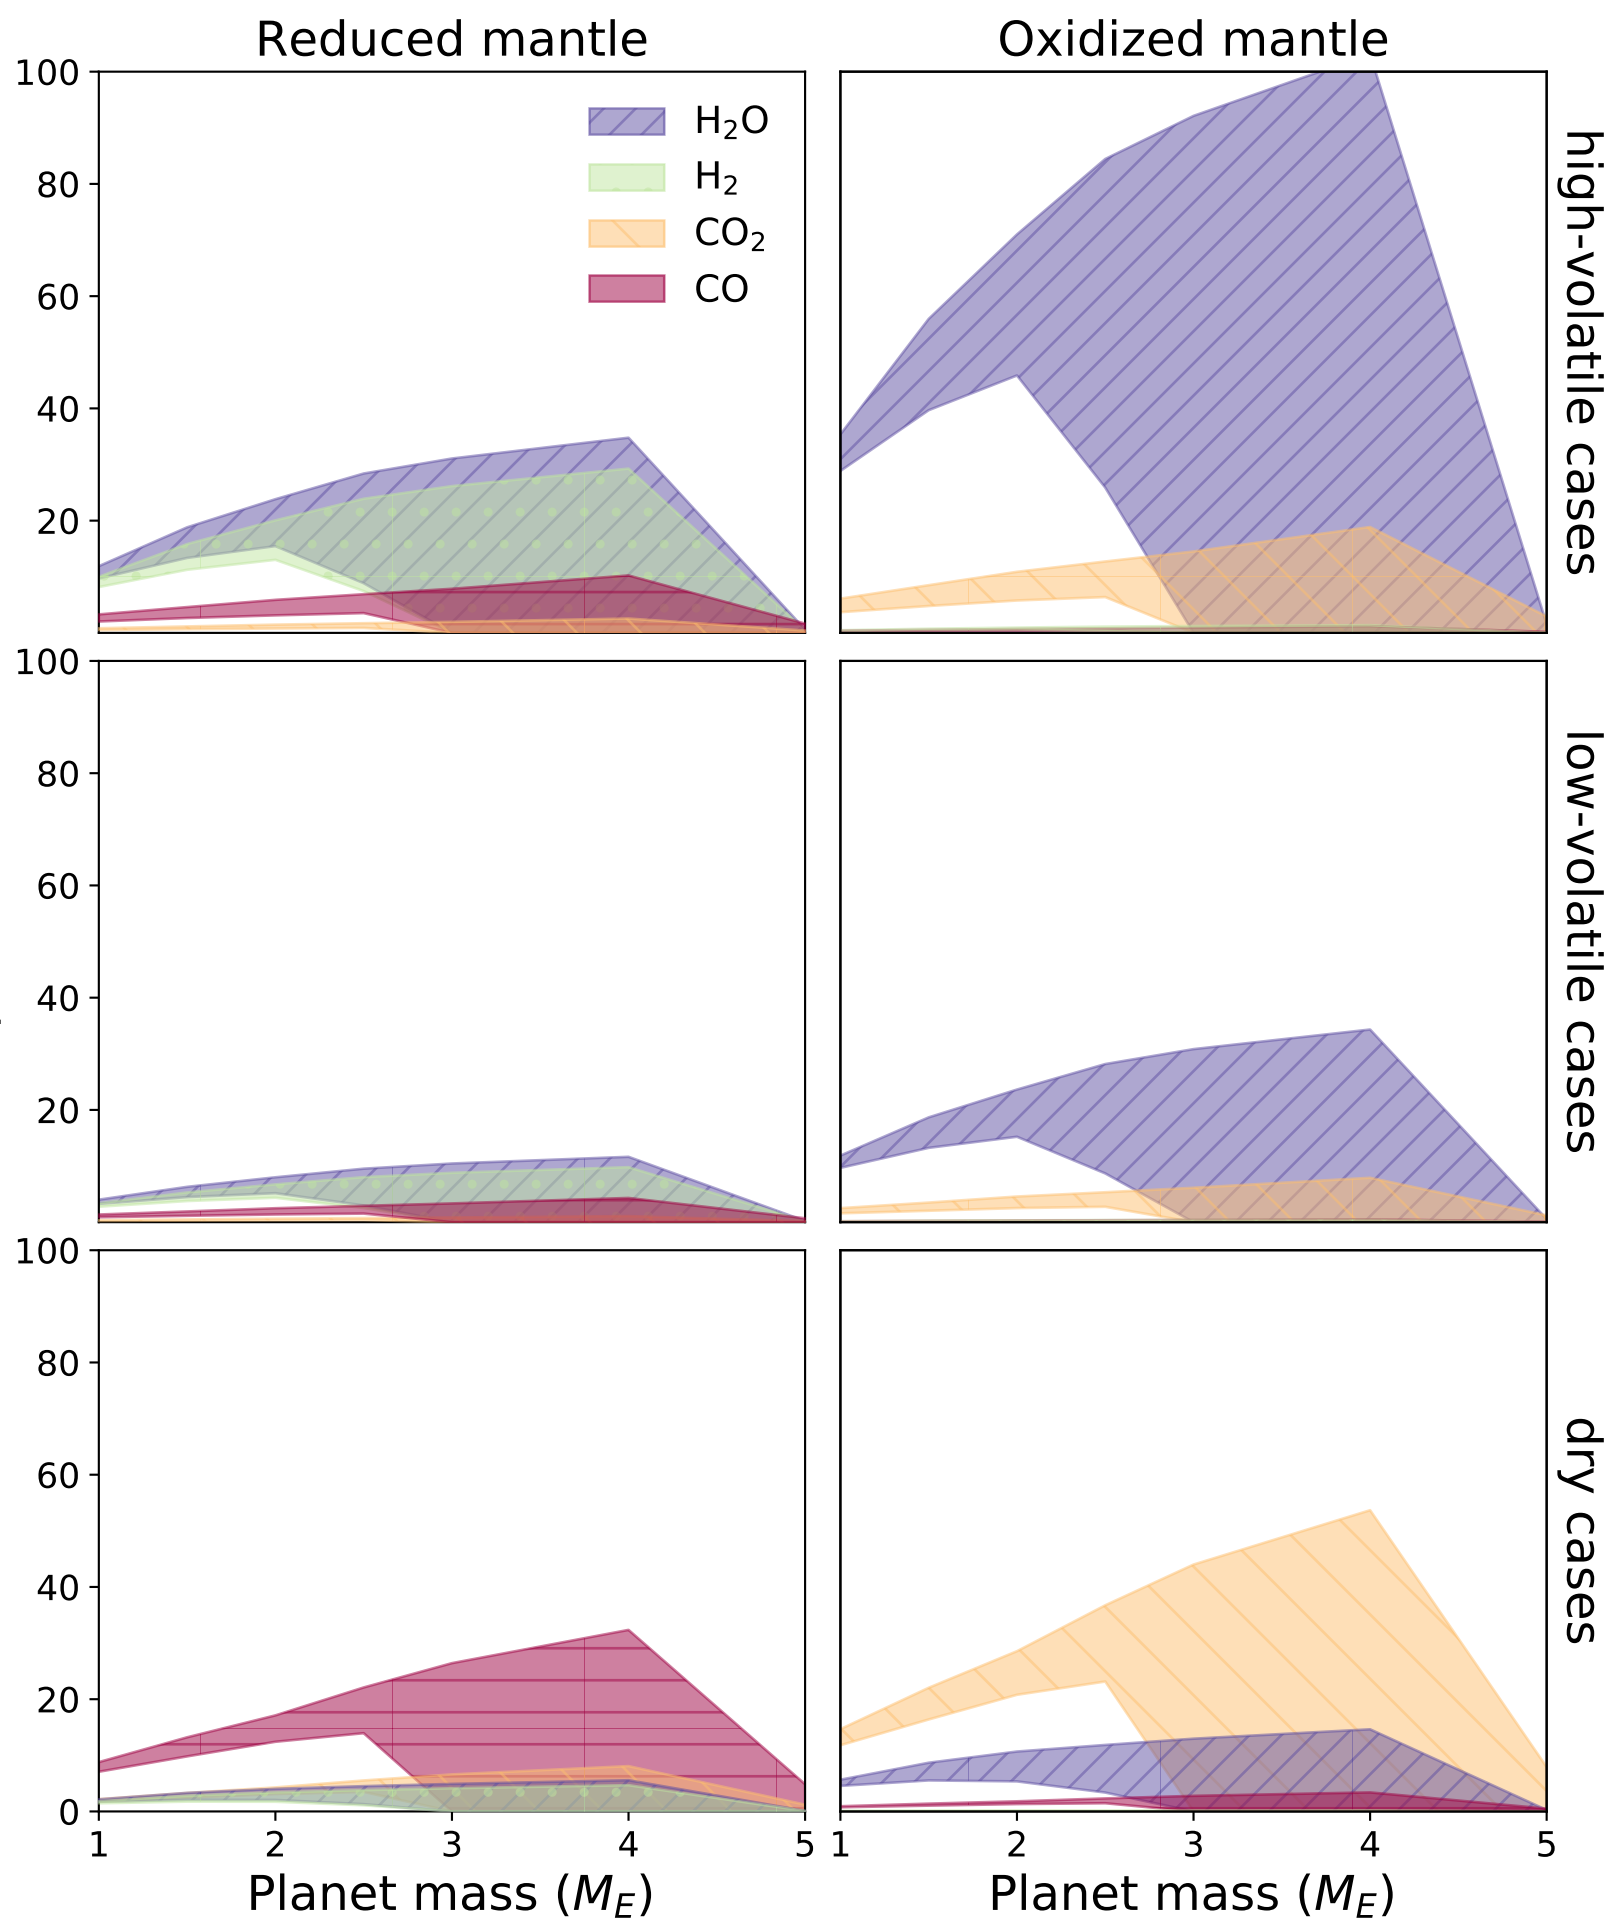 Reduced mantle
Oxidized mantle
100
80
60
40
20
H₂O
H₂
CO₂
CO
high-volatile cases
100
80
60
40
20
low-volatile cases
100
80
60
40
20
0
dry cases
1 2 3 4 5
1 2 3 4 5
Planet mass (M_E)
Planet mass (M_E)